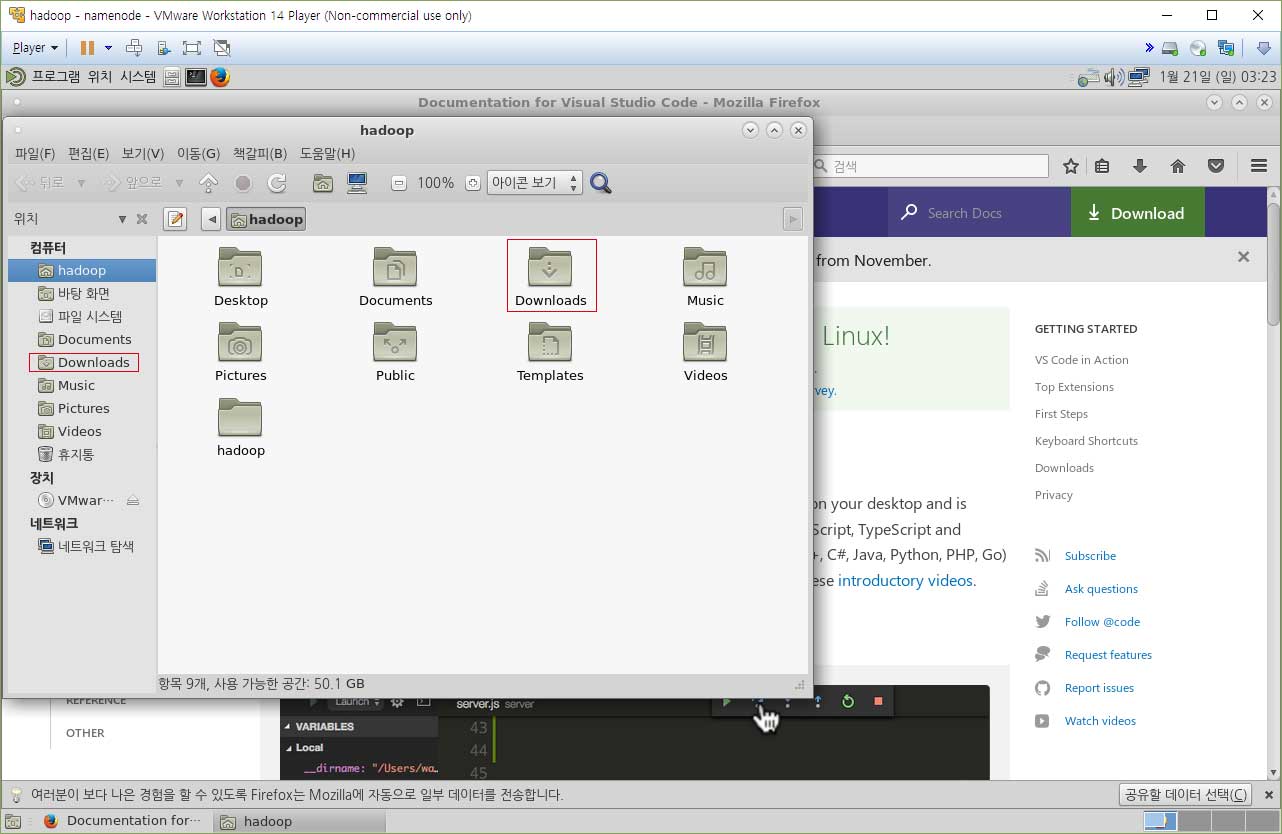 hadoop - namenode - VMware Workstation 14 Player (Non-commercial use only)
Player
프로그램 위치 시스템
1월 21일 (일) 03:23
Documentation for Visual Studio Code - Mozilla Firefox
hadoop
파일(F) 편집(E) 보기(V) 이동(G) 책갈피(B) 도움말(H)
뒤로 앞으로 100% 아이콘 보기
검색
위치
hadoop
Search Docs
Download
컴퓨터
hadoop
바탕 화면
파일 시스템
Documents
Downloads
Music
Pictures
Videos
휴지통
장치
VMwar···
네트워크
네트워크 탐색
Desktop
Documents
Downloads
Music
Pictures
Public
Templates
Videos
hadoop
항목 9개, 사용 가능한 공간: 50.1 GB
from November.
Linux!
vey.
on your desktop and is
Script, TypeScript and
+, C#, Java, Python, PHP, Go)
ese introductory videos.
GETTING STARTED
VS Code in Action
Top Extensions
First Steps
Keyboard Shortcuts
Downloads
Privacy
Subscribe
Ask questions
Follow @code
Request features
Report issues
Watch videos
REFERENCE
OTHER
Launch
server.js server
VARIABLES
Local
__dirname: "/Users/wa…
43
44
45
여러분이 보다 나은 경험을 할 수 있도록 Firefox는 Mozilla에 자동으로 일부 데이터를 전송합니다.
공유할 데이터 선택(C)
Documentation for···
hadoop